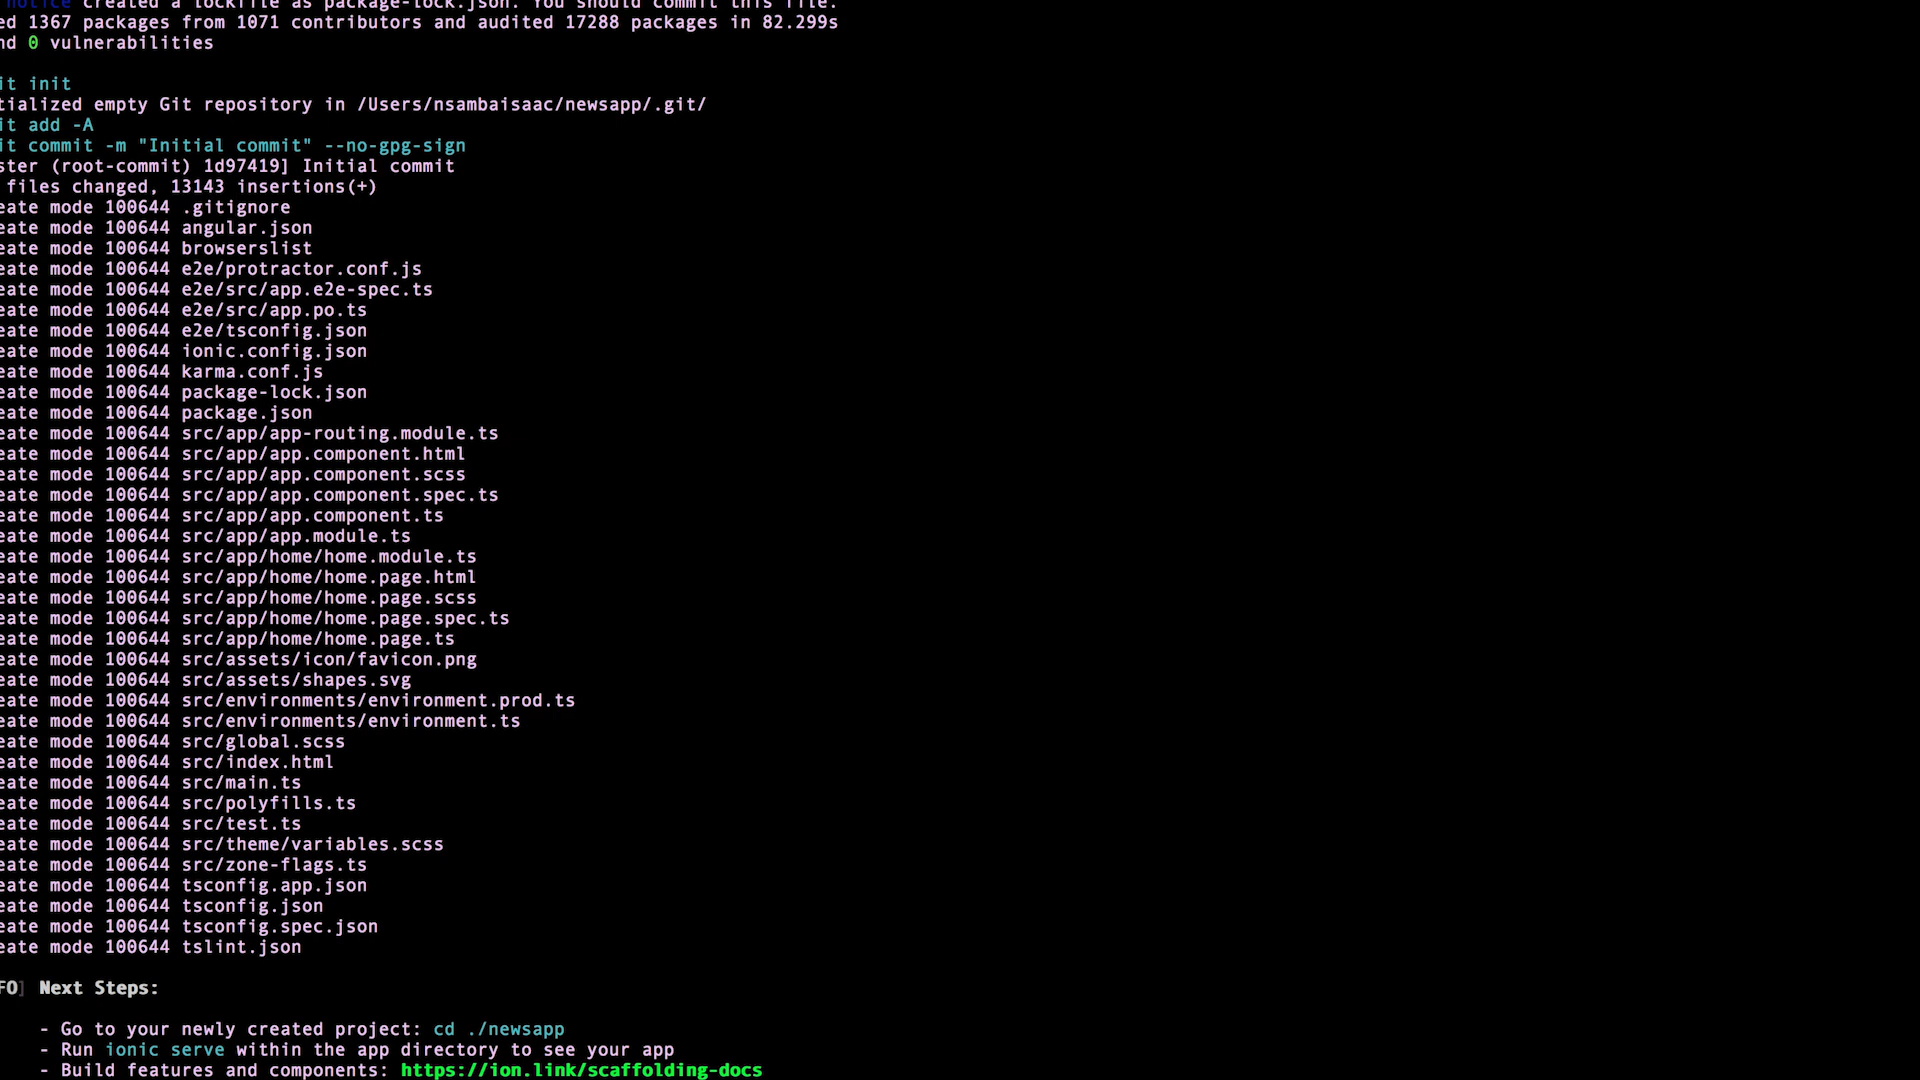 notice created a lockfile as package-lock.json. You should commit this file.
ed 1367 packages from 1071 contributors and audited 17288 packages in 82.299s
nd 0 vulnerabilities
it init
tialized empty Git repository in /Users/nsambaisaac/newsapp/.git/
it add -A
it commit -m "Initial commit" --no-gpg-sign
ster (root-commit) 1d97419] Initial commit
files changed, 13143 insertions(+)
eate mode 100644 .gitignore
eate mode 100644 angular.json
eate mode 100644 browserslist
eate mode 100644 e2e/protractor.conf.js
eate mode 100644 e2e/src/app.e2e-spec.ts
eate mode 100644 e2e/src/app.po.ts
eate mode 100644 e2e/tsconfig.json
eate mode 100644 ionic.config.json
eate mode 100644 karma.conf.js
eate mode 100644 package-lock.json
eate mode 100644 package.json
eate mode 100644 src/app/app-routing.module.ts
eate mode 100644 src/app/app.component.html
eate mode 100644 src/app/app.component.scss
eate mode 100644 src/app/app.component.spec.ts
eate mode 100644 src/app/app.component.ts
eate mode 100644 src/app/app.module.ts
eate mode 100644 src/app/home/home.module.ts
eate mode 100644 src/app/home/home.page.html
eate mode 100644 src/app/home/home.page.scss
eate mode 100644 src/app/home/home.page.spec.ts
eate mode 100644 src/app/home/home.page.ts
eate mode 100644 src/assets/icon/favicon.png
eate mode 100644 src/assets/shapes.svg
eate mode 100644 src/environments/environment.prod.ts
eate mode 100644 src/environments/environment.ts
eate mode 100644 src/global.scss
eate mode 100644 src/index.html
eate mode 100644 src/main.ts
eate mode 100644 src/polyfills.ts
eate mode 100644 src/test.ts
eate mode 100644 src/theme/variables.scss
eate mode 100644 src/zone-flags.ts
eate mode 100644 tsconfig.app.json
eate mode 100644 tsconfig.json
eate mode 100644 tsconfig.spec.json
eate mode 100644 tslint.json
FO] Next Steps:
- Go to your newly created project: cd ./newsapp
- Run ionic serve within the app directory to see your app
- Build features and components: https://ion.link/scaffolding-docs